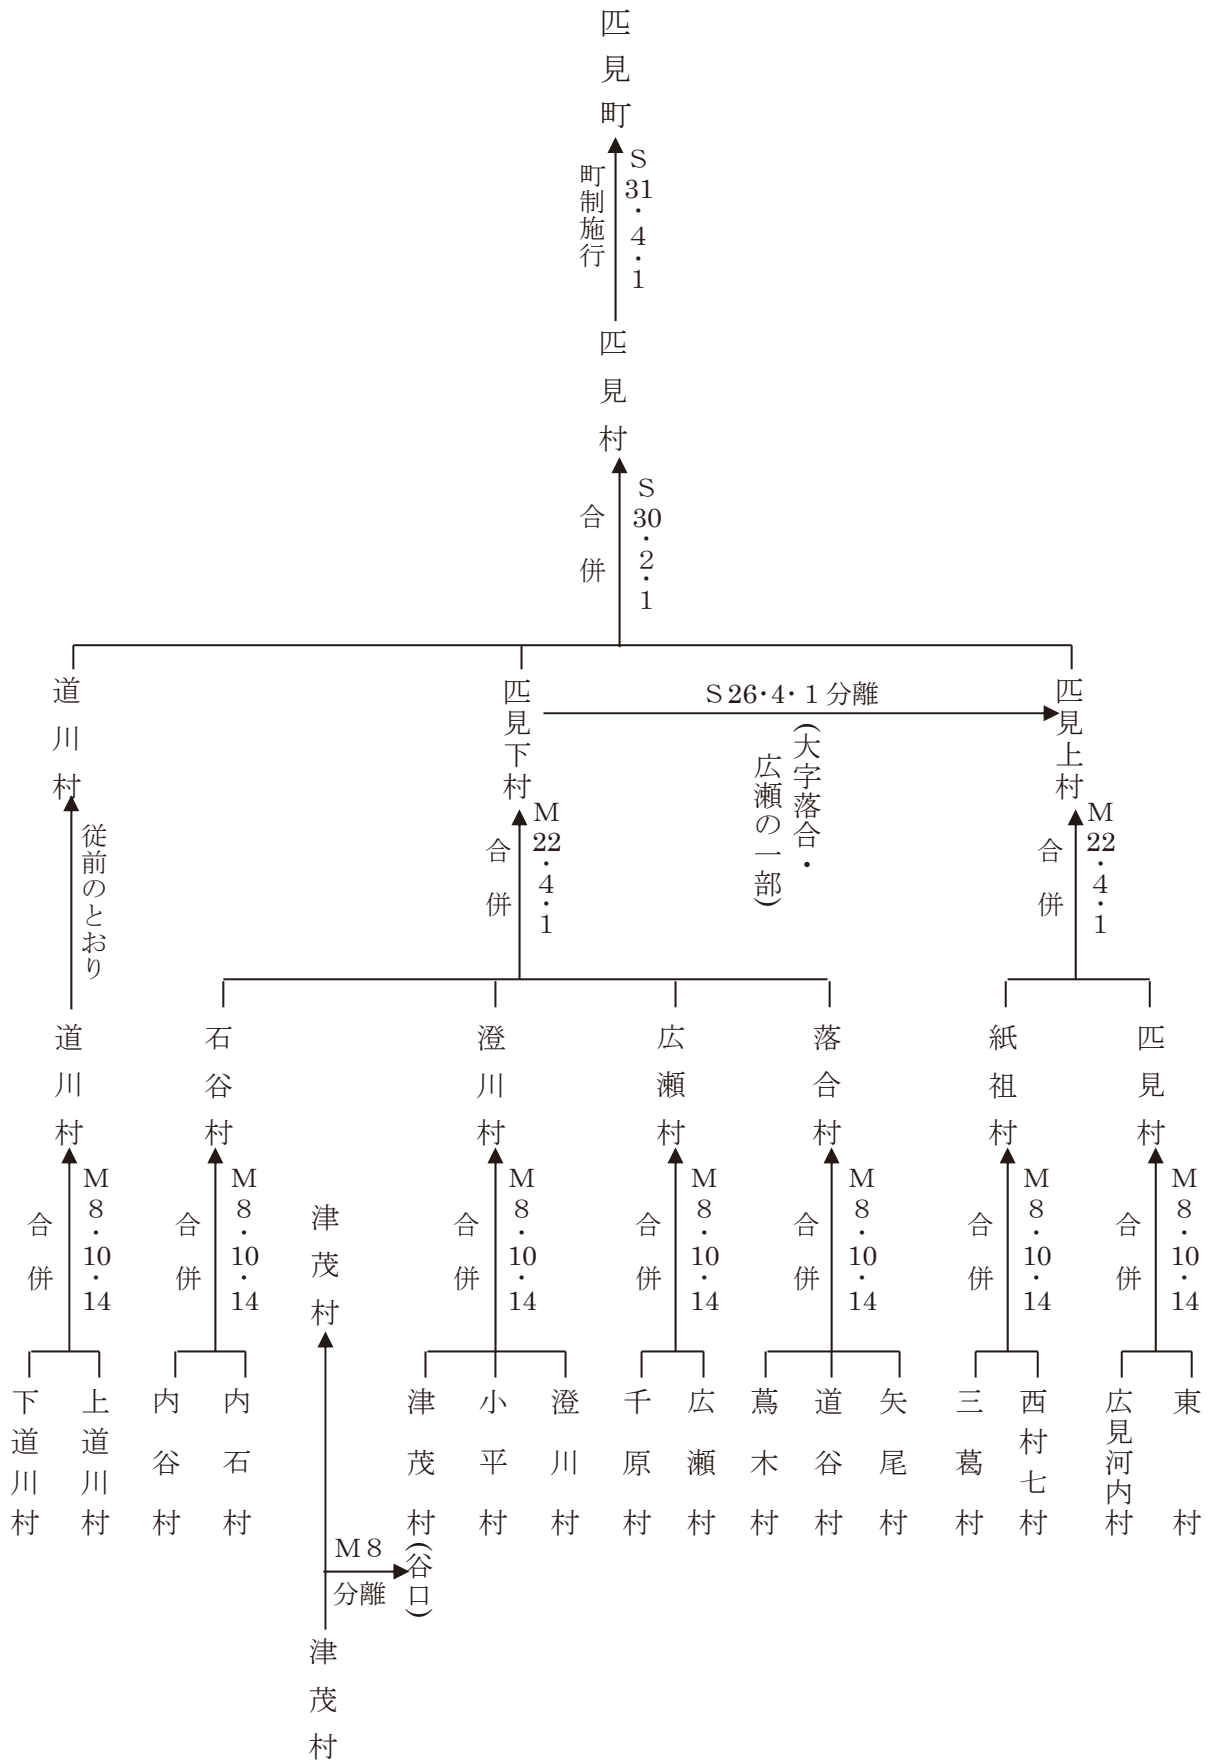 匹見町
S31・4・1
町制施行
匹見村
S30・2・1
合併
道川村
匹見下村
S26・4・1分離
(大字落合・
広瀬の一部)
匹見上村
従前のとおり
M22・4・1
合併
M22・4・1
合併
道川村
石谷村
澄川村
広瀬村
落合村
紙祖村
匹見村
M8・10・14
合併
M8・10・14
合併
津茂村
M8・10・14
合併
M8・10・14
合併
M8・10・14
合併
M8・10・14
合併
M8・10・14
合併
下道川村
上道川村
内谷村
内石村
津茂村(谷口)
小平村
澄川村
千原村
広瀬村
蔦木村
道谷村
矢尾村
三葛村
西村七村
広見河内村
東村
M8
分離
津茂村